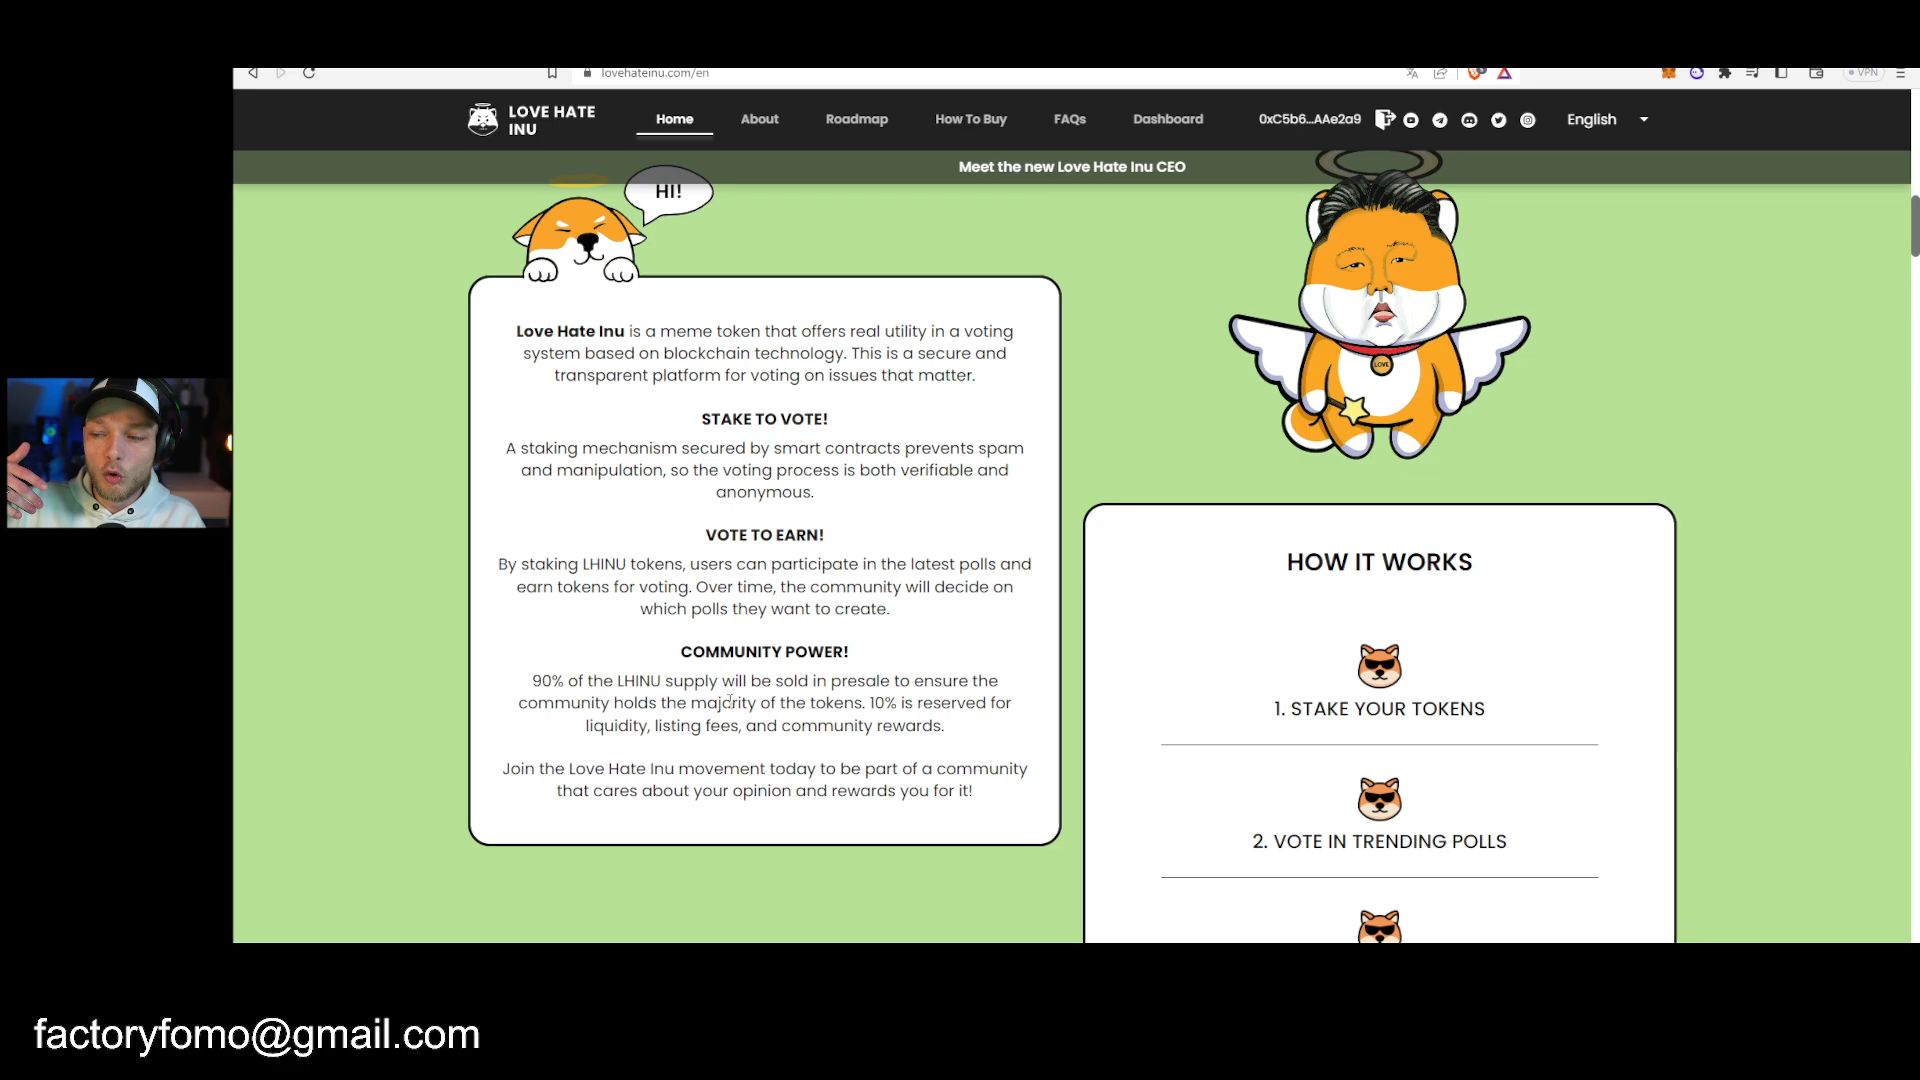 lovehateinu.com/en
VPN
LOVE HATE
INU
Home
About
Roadmap
How To Buy
FAQs
Dashboard
0xC5b6...AAe2a9
English
Meet the new Love Hate Inu CEO
HI!
LOVE
Love Hate Inu is a meme token that offers real utility in a voting
system based on blockchain technology. This is a secure and
transparent platform for voting on issues that matter.
STAKE TO VOTE!
A staking mechanism secured by smart contracts prevents spam
and manipulation, so the voting process is both verifiable and
anonymous.
VOTE TO EARN!
By staking LHINU tokens, users can participate in the latest polls and
earn tokens for voting. Over time, the community will decide on
which polls they want to create.
COMMUNITY POWER!
90% of the LHINU supply will be sold in presale to ensure the
community holds the majority of the tokens. 10% is reserved for
liquidity, listing fees, and community rewards.
Join the Love Hate Inu movement today to be part of a community
that cares about your opinion and rewards you for it!
HOW IT WORKS
1. STAKE YOUR TOKENS
2. VOTE IN TRENDING POLLS
factoryfomo@gmail.com